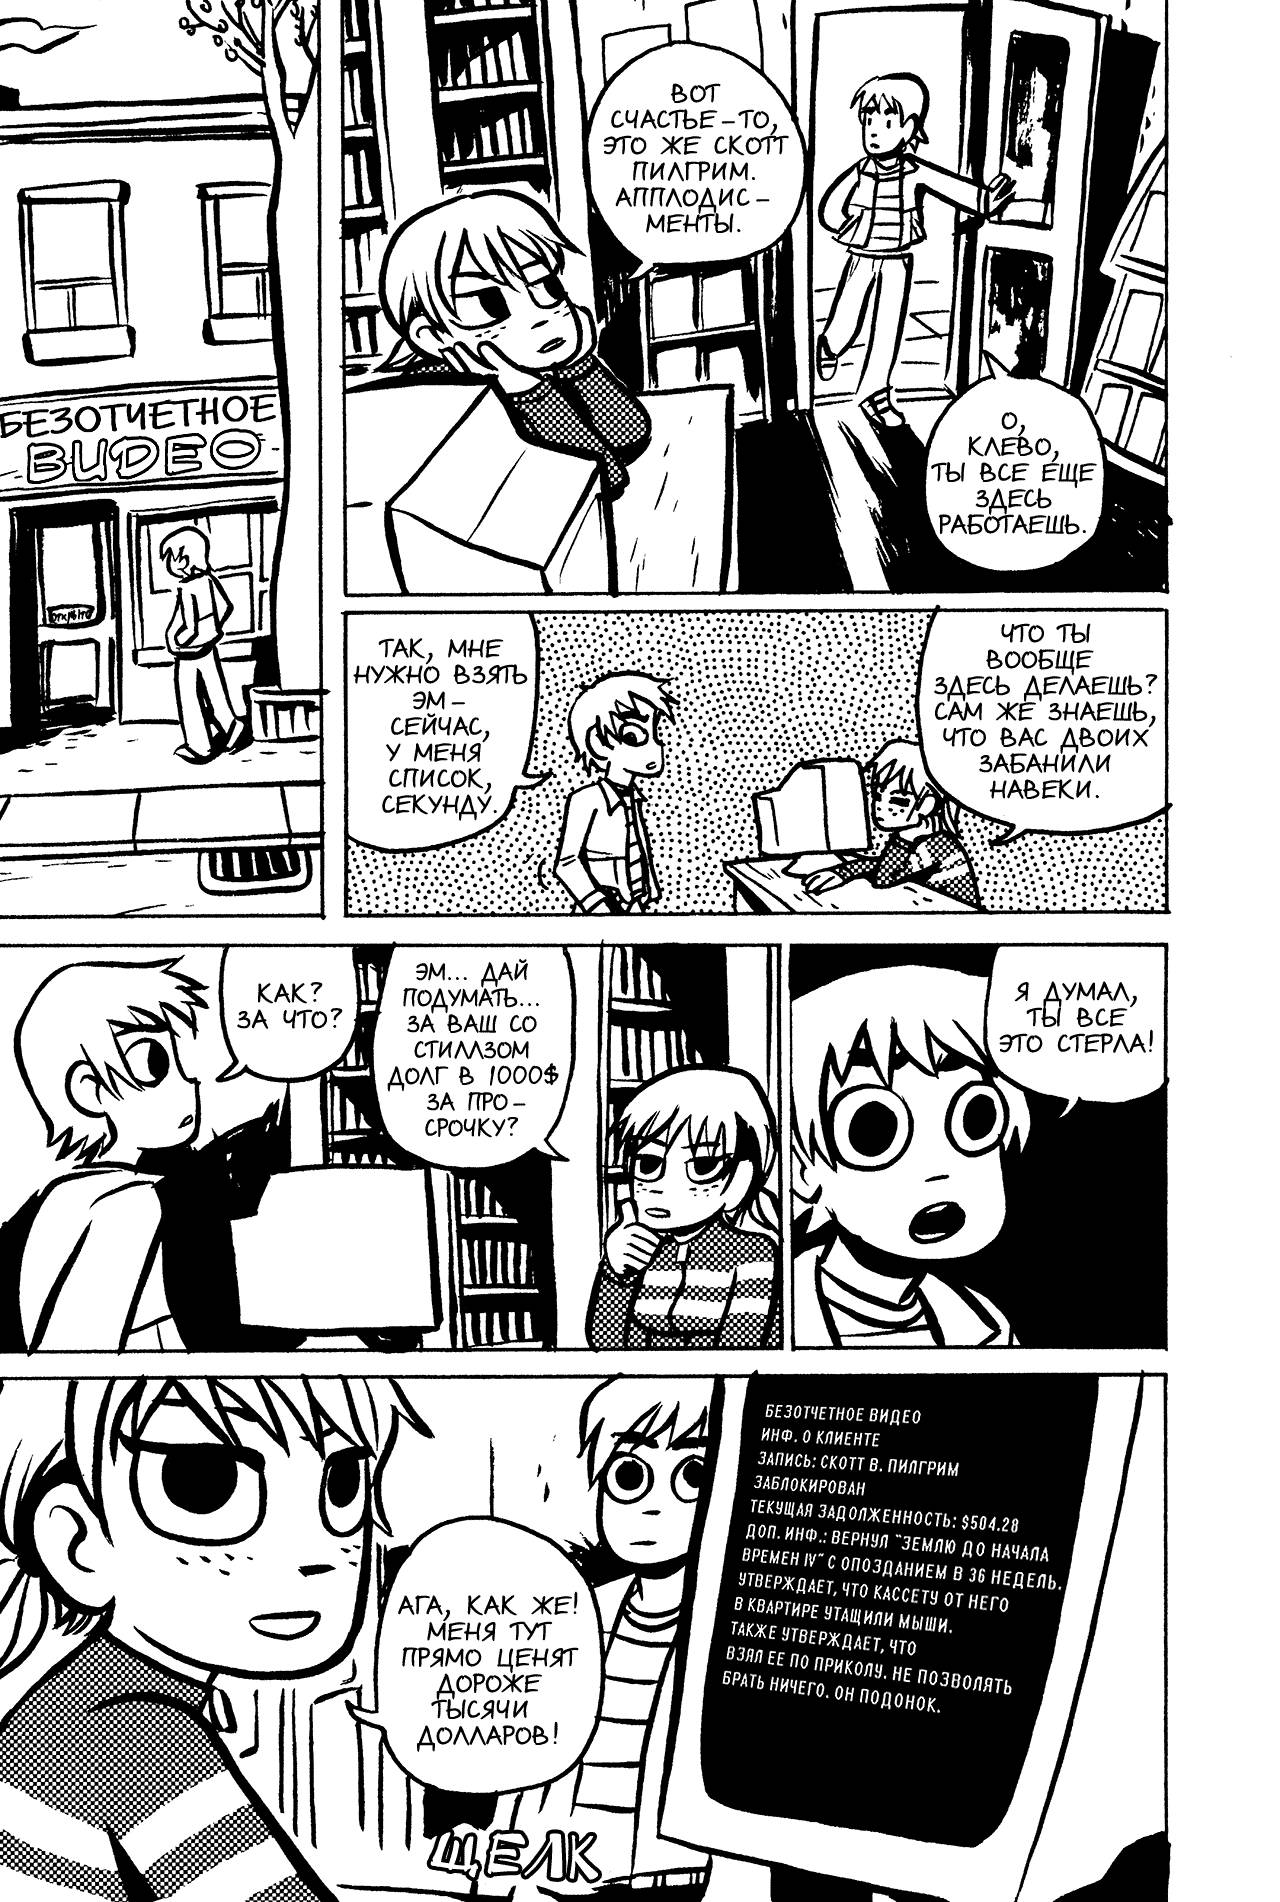 БЕЗОТЧЕТНОЕ
ВИДЕО
ОТКРЫТО
ВОТ
СЧАСТЬЕ-ТО,
ЭТО ЖЕ СКОТТ
ПИЛГРИМ.
АППЛОДИС-
МЕНТЫ.
О,
КЛЕВО,
ТЫ ВСЕ ЕЩЕ
ЗДЕСЬ
РАБОТАЕШЬ.
ТАК, МНЕ
НУЖНО ВЗЯТЬ
ЭМ-
СЕЙЧАС,
У МЕНЯ
СПИСОК,
СЕКУНДУ.
ЧТО ТЫ
ВООБЩЕ
ЗДЕСЬ ДЕЛАЕШЬ?
САМ ЖЕ ЗНАЕШЬ,
ЧТО ВАС ДВОИХ
ЗАБАНИЛИ
НАВЕКИ.
КАК?
ЗА ЧТО?
ЭМ... ДАЙ
ПОДУМАТЬ...
ЗА ВАШ СО
СТИЛЛЗОМ
ДОЛГ В 1000$
ЗА ПРО-
СРОЧКУ?
Я ДУМАЛ,
ТЫ ВСЕ
ЭТО СТЕРЛА!
АГА, КАК ЖЕ!
МЕНЯ ТУТ
ПРЯМО ЦЕНЯТ
ДОРОЖЕ
ТЫСЯЧИ
ДОЛЛАРОВ!
ЩЕЛК
БЕЗОТЧЕТНОЕ ВИДЕО
ИНФ. О КЛИЕНТЕ
ЗАПИСЬ: СКОТТ В. ПИЛГРИМ
ЗАБЛОКИРОВАН
ТЕКУЩАЯ ЗАДОЛЖЕННОСТЬ: $504.28
ДОП. ИНФ.: ВЕРНУЛ "ЗЕМЛЮ ДО НАЧАЛА
ВРЕМЕН IV" С ОПОЗДАНИЕМ В 36 НЕДЕЛЬ.
УТВЕРЖДАЕТ, ЧТО КАССЕТУ ОТ НЕГО
В КВАРТИРЕ УТАЩИЛИ МЫШИ.
ТАКЖЕ УТВЕРЖДАЕТ, ЧТО
ВЗЯЛ ЕЕ ПО ПРИКОЛУ. НЕ ПОЗВОЛЯТЬ
БРАТЬ НИЧЕГО. ОН ПОДОНОК.